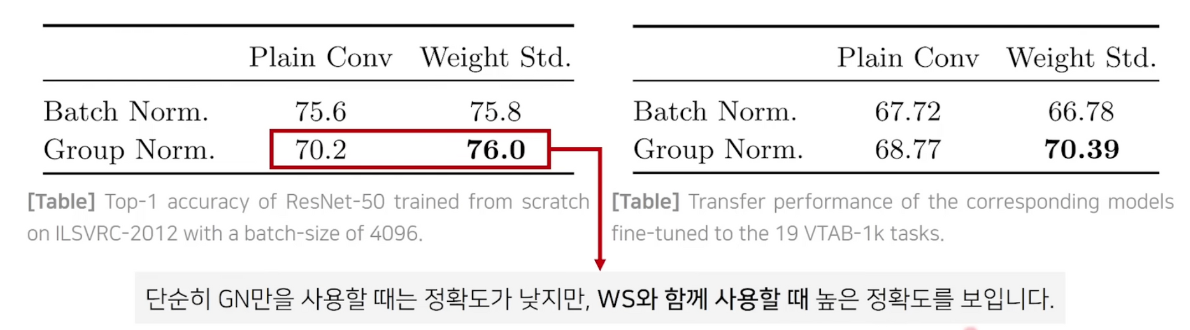 Plain Conv Weight Std.
Batch Norm. 75.6 75.8
Group Norm. 70.2 76.0
[Table] Top-1 accuracy of ResNet-50 trained from scratch
on ILSVRC-2012 with a batch-size of 4096.
Plain Conv Weight Std.
Batch Norm. 67.72 66.78
Group Norm. 68.77 70.39
[Table] Transfer performance of the corresponding models
fine-tuned to the 19 VTAB-1k tasks.
단순히 GN만을 사용할 때는 정확도가 낮지만, WS와 함께 사용할 때 높은 정확도를 보입니다.